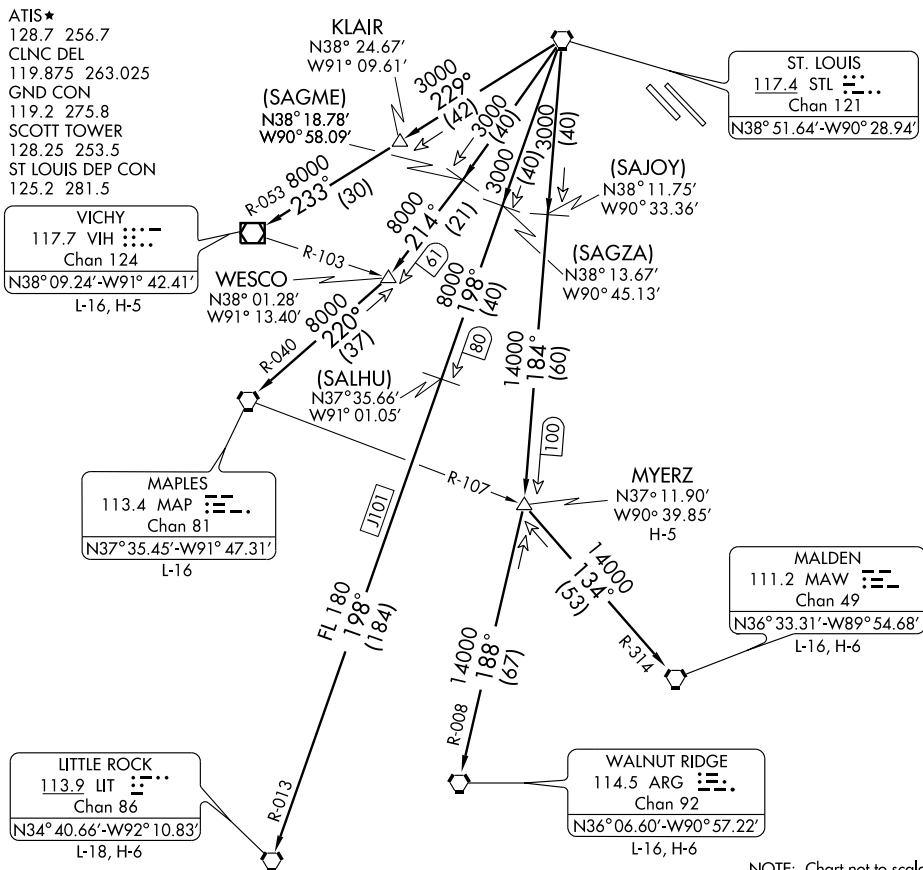 ATIS★
128.7 256.7
CLNC DEL
119.875 263.025
GND CON
119.2 275.8
SCOTT TOWER
128.25 253.5
ST LOUIS DEP CON
125.2 281.5
KLAIR
N38° 24.67′
W91° 09.61′
(SAGME)
N38° 18.78′
W90° 58.09′
ST. LOUIS
117.4 STL
Chan 121
N38° 51.64′-W90° 28.94′
3000
229°
(42)
3000
(40)
3000
(40)
3000
(40)
(SAJOY)
N38° 11.75′
W90° 33.36′
(SAGZA)
N38° 13.67′
W90° 45.13′
R-053
8000
233°
(30)
VICHY
117.7 VIH
Chan 124
N38° 09.24′-W91° 42.41′
L-16, H-5
R-103
8000
214°
(21)
61
WESCO
N38° 01.28′
W91° 13.40′
8000
198°
(40)
80
14000
184°
(60)
100
8000
220°
(37)
R-040
(SALHU)
N37° 35.66′
W91° 01.05′
MAPLES
113.4 MAP
Chan 81
N37° 35.45′-W91° 47.31′
L-16
R-107
MYERZ
N37° 11.90′
W90° 39.85′
H-5
J101
FL 180
198°
(184)
14000
134°
(53)
R-314
MALDEN
111.2 MAW
Chan 49
N36° 33.31′-W89° 54.68′
L-16, H-6
14000
188°
(67)
R-008
LITTLE ROCK
113.9 LIT
Chan 86
N34° 40.66′-W92° 10.83′
L-18, H-6
R-013
WALNUT RIDGE
114.5 ARG
Chan 92
N36° 06.60′-W90° 57.22′
L-16, H-6
NOTE: Chart not to scale